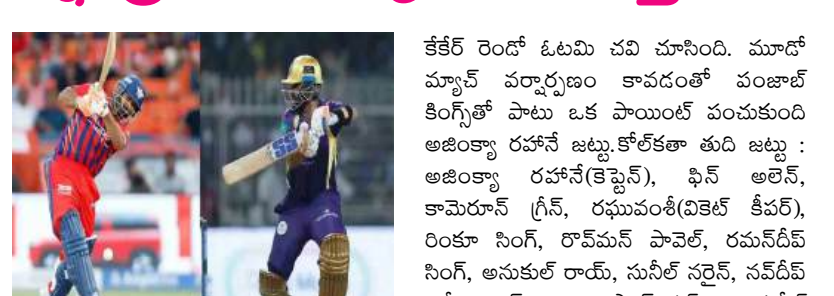 కేకేర్ రెండో ఓటమి చవి చూసింది. మూడో
మ్యాచ్ వర్షార్పణం కావడంతో పంజాబ్
కింగ్స్‌తో పాటు ఒక పాయింట్ పంచుకుంది
అజింక్యా రహానే జట్టు.కోల్‌కతా తుది జట్టు :
అజింక్యా రహానే(కెప్టెన్), ఫిన్ అలెన్,
కామెరూన్ గ్రీన్, రఘువంశీ(వికెట్ కీపర్),
రింకూ సింగ్, రొవ్‌మన్ పావెల్, రమన్‌దీప్
సింగ్, అనుకుల్ రాయ్, సునీల్ నరైన్, నవ్‌దీప్